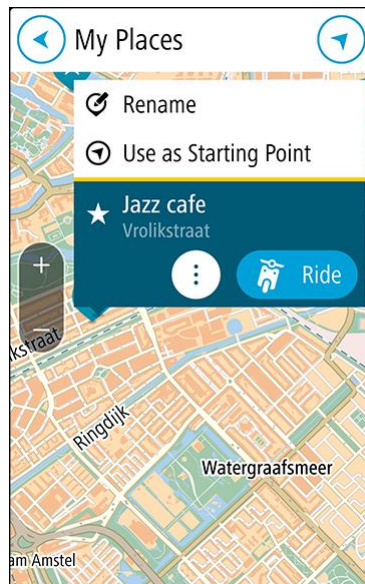 My Places
Rename
Use as Starting Point
Jazz cafe
Vrolikstraat
Ride
+
−
kstraat
Ringdijk
Watergraafsmeer
am Amstel